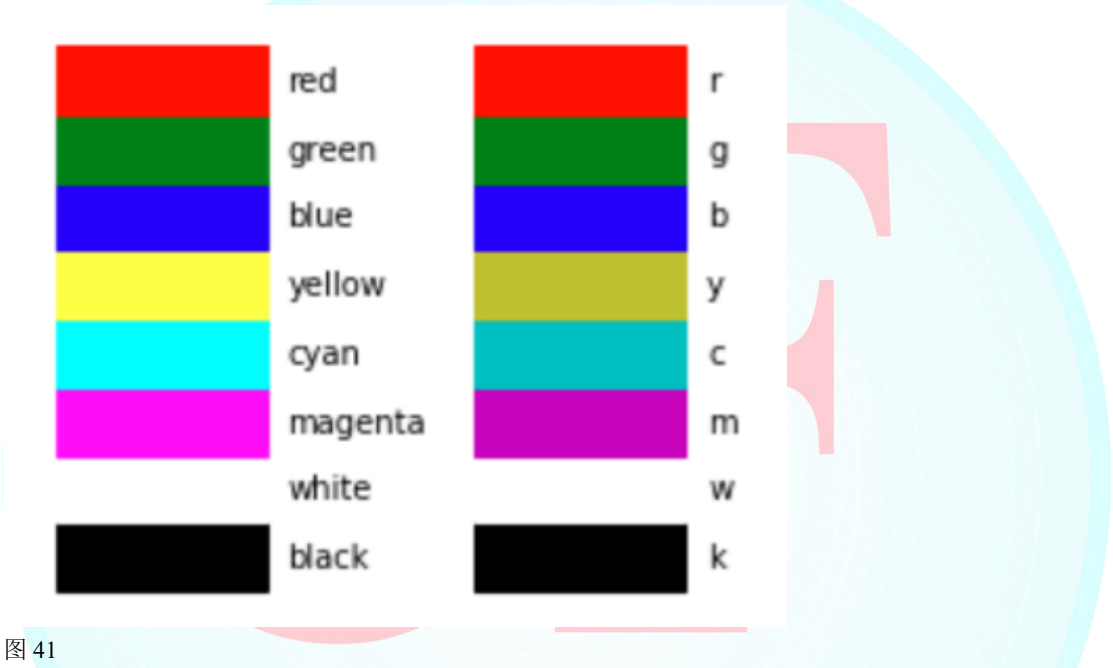 red r
green g
blue b
yellow y
cyan c
magenta m
white w
black k
图 41